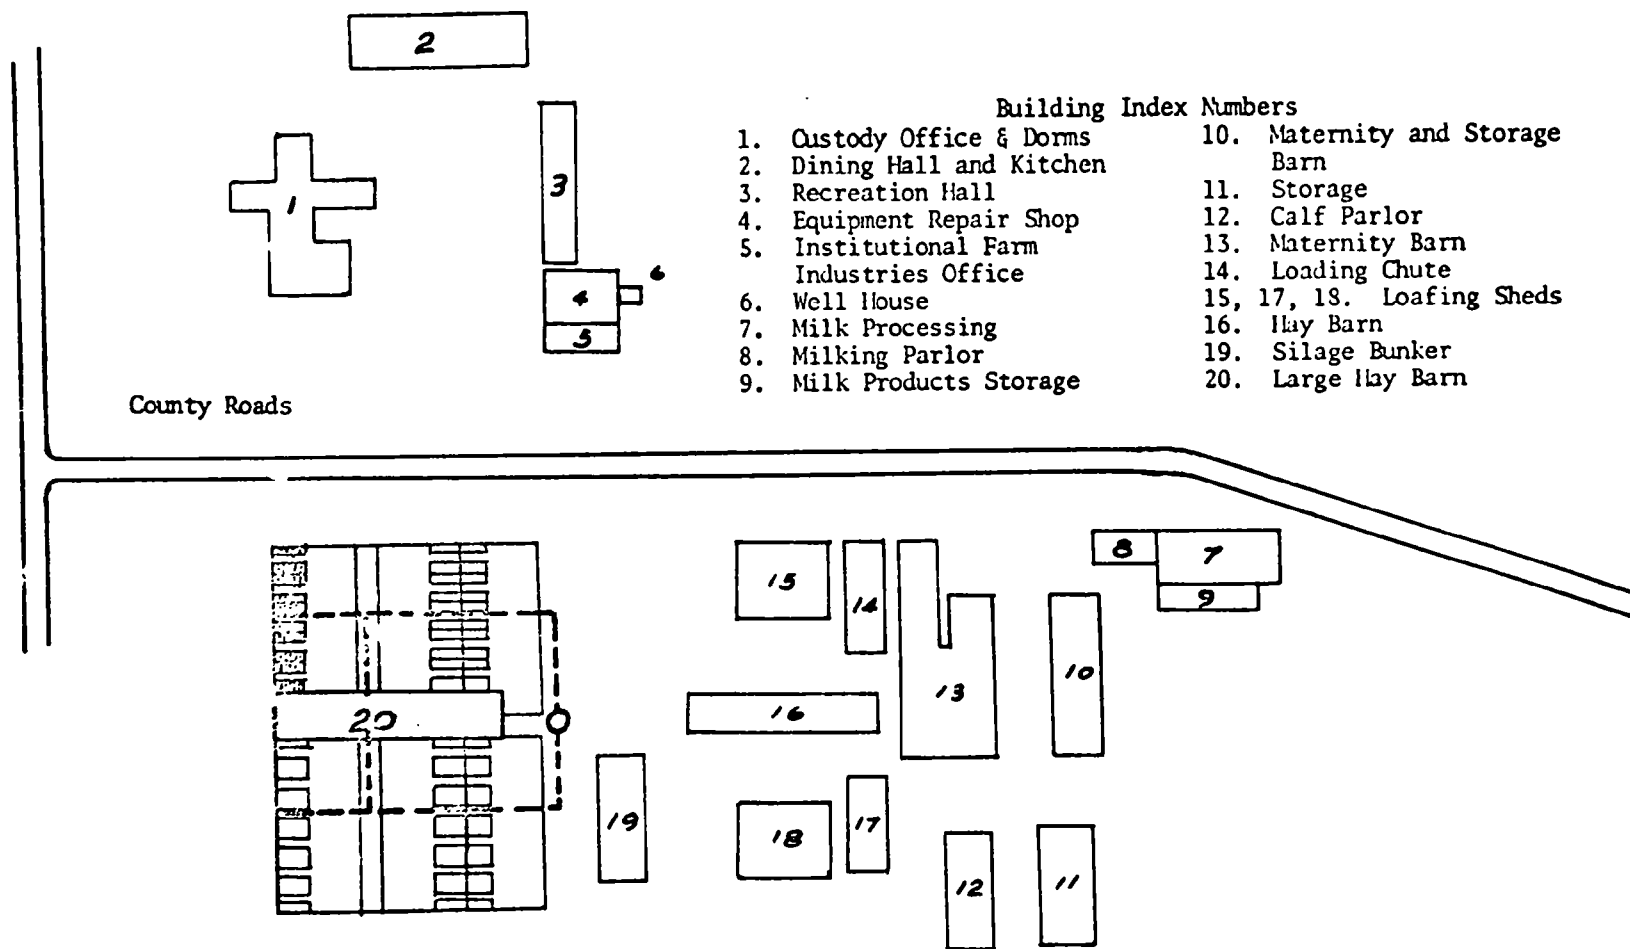 2
Building Index Numbers
1. Custody Office & Dorms
2. Dining Hall and Kitchen
3. Recreation Hall
4. Equipment Repair Shop
5. Institutional Farm
Industries Office
6. Well House
7. Milk Processing
8. Milking Parlor
9. Milk Products Storage
10. Maternity and Storage
Barn
11. Storage
12. Calf Parlor
13. Maternity Barn
14. Loading Chute
15, 17, 18. Loafing Sheds
16. Hay Barn
19. Silage Bunker
20. Large Hay Barn
1
3
6
4
5
County Roads
8
7
15
14
9
10
13
16
20
19
18
17
12
11